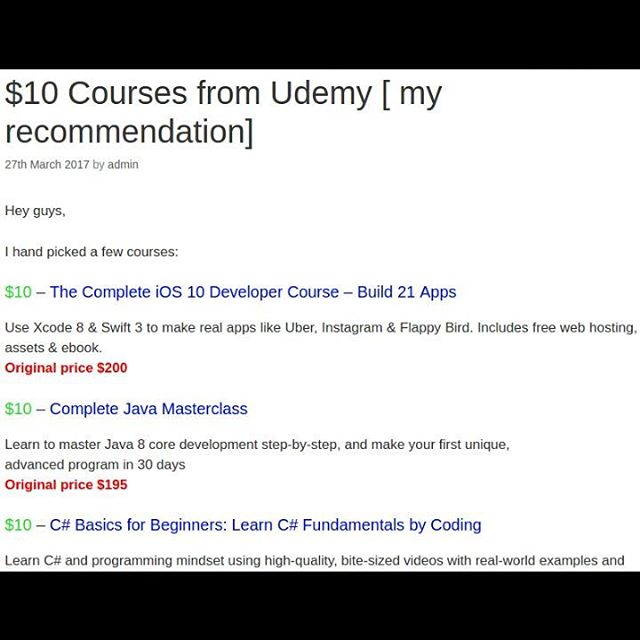 $10 Courses from Udemy [ my
recommendation]
27th March 2017 by admin
Hey guys,
I hand picked a few courses:
$10 – The Complete iOS 10 Developer Course – Build 21 Apps
Use Xcode 8 & Swift 3 to make real apps like Uber, Instagram & Flappy Bird. Includes free web hosting,
assets & ebook.
Original price $200
$10 – Complete Java Masterclass
Learn to master Java 8 core development step-by-step, and make your first unique,
advanced program in 30 days
Original price $195
$10 – C# Basics for Beginners: Learn C# Fundamentals by Coding
Learn C# and programming mindset using high-quality, bite-sized videos with real-world examples and